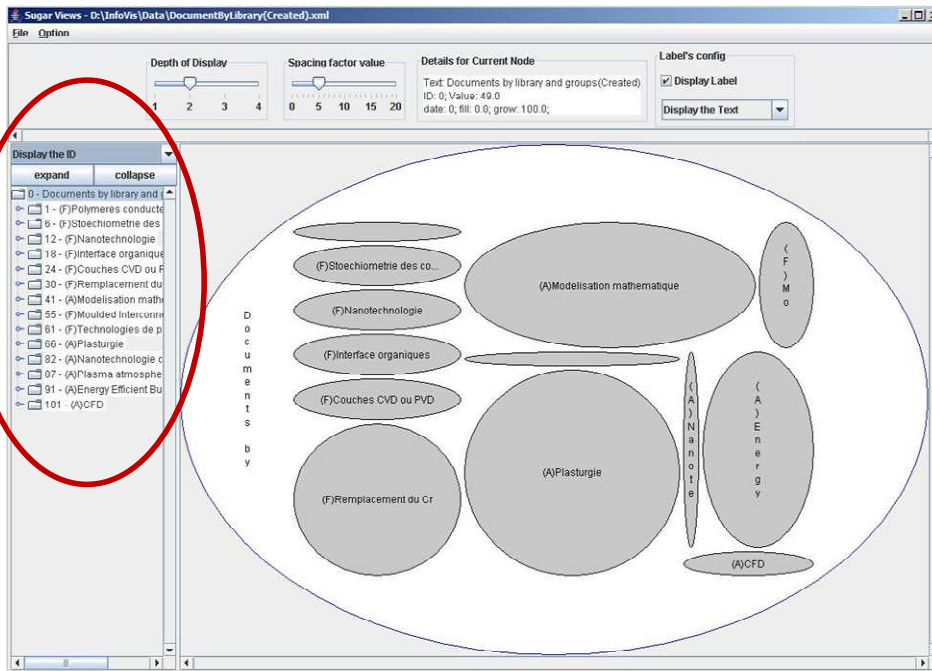 Sugar Views - D:\InfoVis\Data\DocumentByLibrary(Created).xml
File Option
Depth of Display
1 2 3 4
Spacing factor value
0 5 10 15 20
Details for Current Node
Text: Documents by library and groups(Created)
ID: 0; Value: 49.0
date: 0; fill: 0.0; grow: 100.0;
Label's config
Display Label
Display the Text
Display the ID
expand collapse
0 - Documents by library and
1 - (F)Polymeres conducte
6 - (F)Stoechiometrie des
12 - (F)Nanotechnologie
18 - (F)Interface organique
24 - (F)Couches CVD ou P
30 - (F)Remplacement du
41 - (A)Modelisation mathe
55 - (F)Moulded Interconne
61 - (F)Technologies de p
66 - (A)Plasturgie
82 - (A)Nanotechnologie
07 - (A)Plasma atmosphe
91 - (A)Energy Efficient Bu
101 - (A)CFD
Documents by
(F)Stoechiometrie des co...
(F)Nanotechnologie
(F)Interface organiques
(F)Couches CVD ou PVD
(F)Remplacement du Cr
(A)Modelisation mathematique
(F)Mo
(A)Plasturgie
(A)Nanote
(A)Energy
(A)CFD